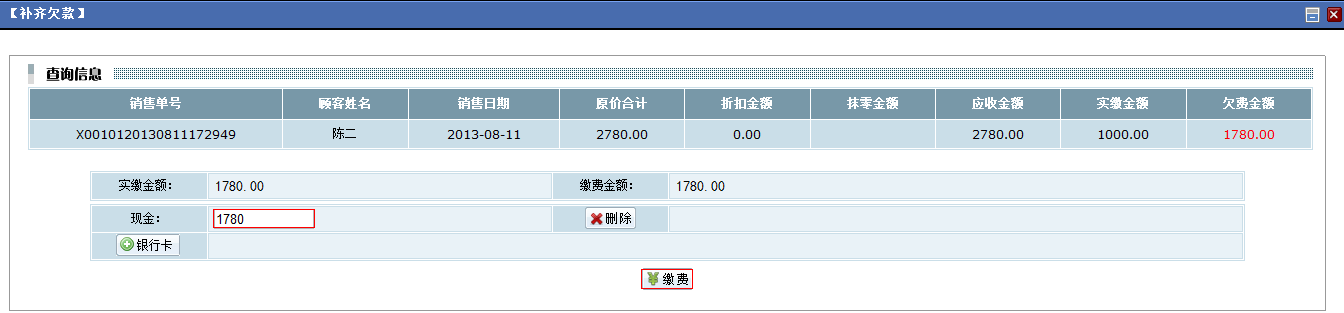 【补齐欠款】
查询信息
销售单号 顾客姓名 销售日期 原价合计 折扣金额 抹零金额 应收金额 实缴金额 欠费金额
X0010120130811172949 陈二 2013-08-11 2780.00 0.00 2780.00 1000.00 1780.00
实缴金额: 1780.00 缴费金额: 1780.00
现金: 1780 删除
银行卡
缴费